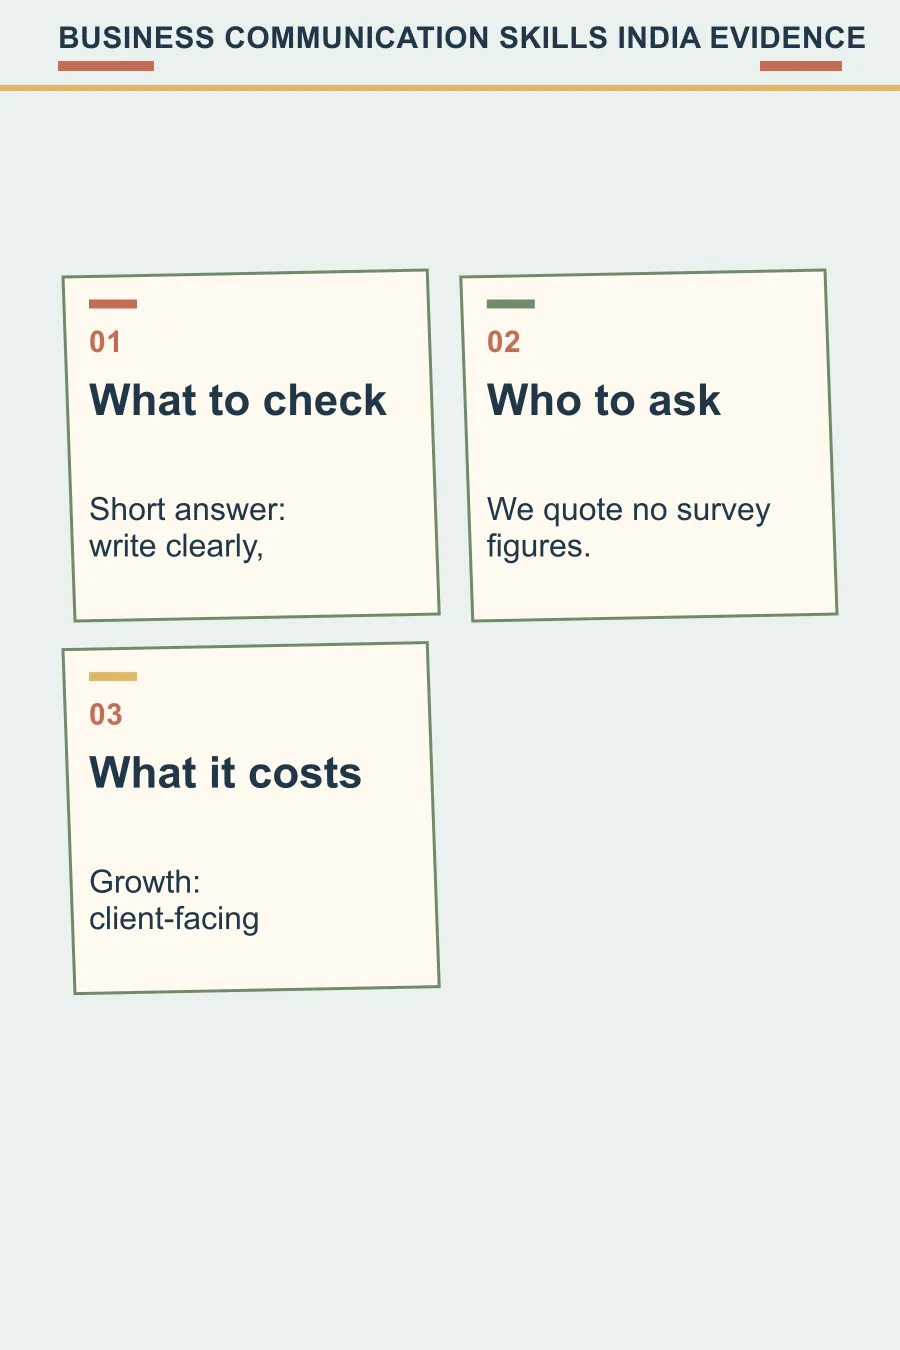 BUSINESS COMMUNICATION SKILLS INDIA EVIDENCE
01
What to check
Short answer:
write clearly,
02
Who to ask
We quote no survey
figures.
03
What it costs
Growth:
client-facing